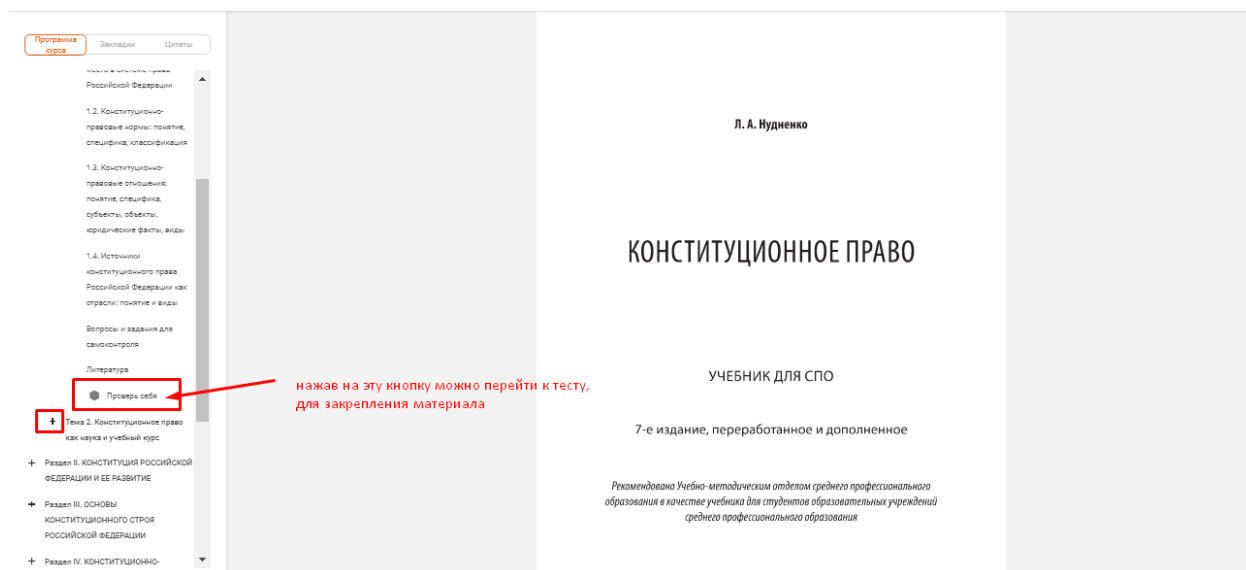 Программа
курса
Закладки
Цитаты
место в системе права
Российской Федерации
1.2. Конституционно-
правовые нормы: понятие,
специфика, классификация
1.3. Конституционно-
правовые отношения:
понятие, специфика,
субъекты, объекты,
юридические факты, виды
1.4. Источники
конституционного права
Российской Федерации как
отрасли: понятие и виды
Вопросы и задания для
самоконтроля
Литература
Проверь себя
+ Тема 2. Конституционное право
как наука и учебный курс
+ Раздел II. КОНСТИТУЦИЯ РОССИЙСКОЙ
ФЕДЕРАЦИИ И ЕЕ РАЗВИТИЕ
+ Раздел III. ОСНОВЫ
КОНСТИТУЦИОННОГО СТРОЯ
РОССИЙСКОЙ ФЕДЕРАЦИИ
+ Раздел IV. КОНСТИТУЦИОННО-
нажав на эту кнопку можно перейти к тесту,
для закрепления материала
Л. А. Нудненко
КОНСТИТУЦИОННОЕ ПРАВО
УЧЕБНИК ДЛЯ СПО
7-е издание, переработанное и дополненное
Рекомендовано Учебно-методическим отделом среднего профессионального
образования в качестве учебника для студентов образовательных учреждений
среднего профессионального образования